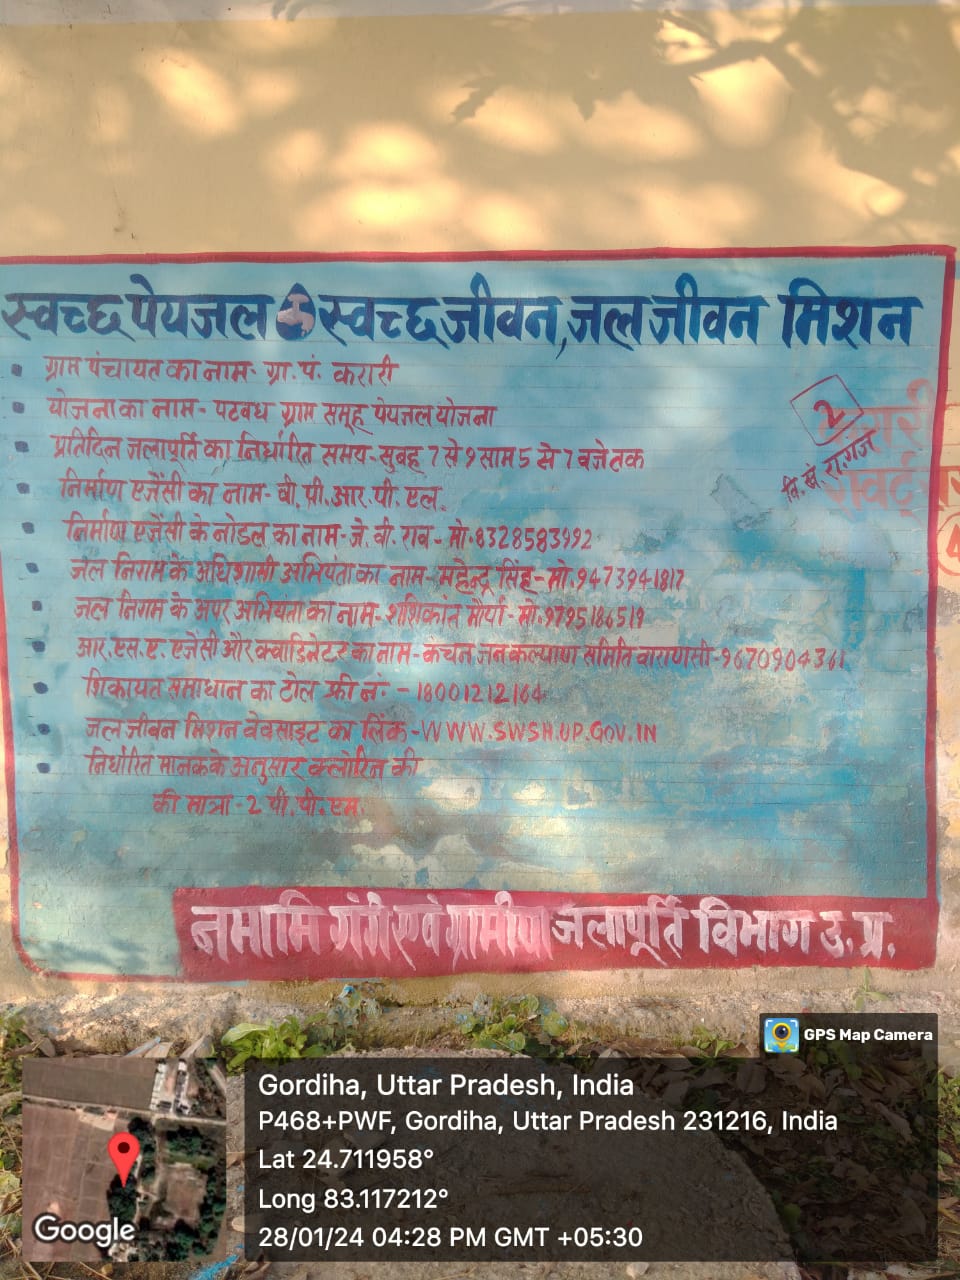 स्वच्छ पेयजल स्वच्छ जीवन, जल जीवन मिशन
ग्राम पंचायत का नाम- ग्रा. पं. करारी
योजना का नाम - पटवध ग्राम समूह पेयजल योजना
प्रतिदिन जलापूर्ति का निर्धारित समय - सुबह 7 से 9 साम 5 से 7 बजे तक
निर्माण एजेंसी का नाम - वी. पी. आर. पी. एल.
निर्माण एजेंसी के नोडल का नाम - जे. वी. राव - मो. 8328583992
जल निगम के अधिशासी अभियंता का नाम - महेन्द्र सिंह - मो. 9473941817
जल निगम के अपर अभियंता का नाम- शशिकांत मौर्या - मो. 9795186519
आर. एस. ए. एजेंसी और क्वाडिनेटर का नाम - कंचन जनकल्याण समिति वाराणसी - 9670904361
शिकायत समाधान का टोल फ्री नं. - 18001212164
जल जीवन मिशन वेवसाइट का लिंक - WWW.SWSM.UP.GOV.IN
निर्धारित मानक के अनुसार क्लोरिन की
की मात्रा - 2 पी. पी. एम.
2
वि. खं. रा. गंज
नमामि गंगे एवं ग्रामीण जलापूर्ति विभाग उ. प्र.
GPS Map Camera
Gordiha, Uttar Pradesh, India
P468+PWF, Gordiha, Uttar Pradesh 231216, India
Lat 24.711958°
Long 83.117212°
28/01/24 04:28 PM GMT +05:30
Google